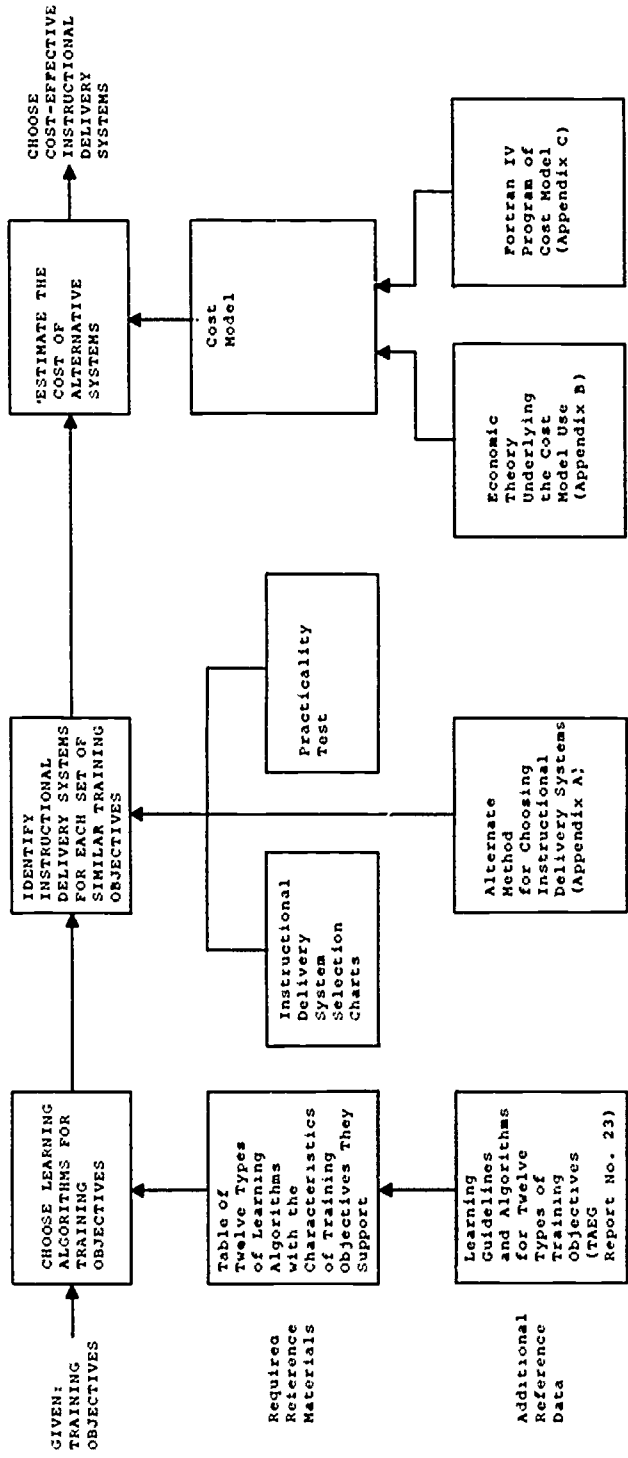 GIVEN:
TRAINING
OBJECTIVES
CHOOSE LEARNING
ALGORITHMS FOR
TRAINING
OBJECTIVES
IDENTIFY
INSTRUCTIONAL
DELIVERY SYSTEMS
FOR EACH SET OF
SIMILAR TRAINING
OBJECTIVES
ESTIMATE THE
COST OF
ALTERNATIVE
SYSTEMS
CHOOSE
COST-EFFECTIVE
INSTRUCTIONAL
DELIVERY
SYSTEMS
Required
Reference
Materials
Table of
Twelve Types
of Learning
Algorithms
with the
Characteristics
of Training
Objectives They
Support
Instructional
Delivery
System
Selection
Charts
Practicality
Test
Cost
Model
Additional
Reference
Data
Learning
Guidelines
and Algorithms
for Twelve
Types of
Training
Objectives
(TAEG
Report No. 23)
Alternate
Method
for Choosing
Instructional
Delivery Systems
(Appendix A)
Economic
Theory
Underlying
the Cost
Model Use
(Appendix B)
Fortran IV
Program of
Cost Model
(Appendix C)